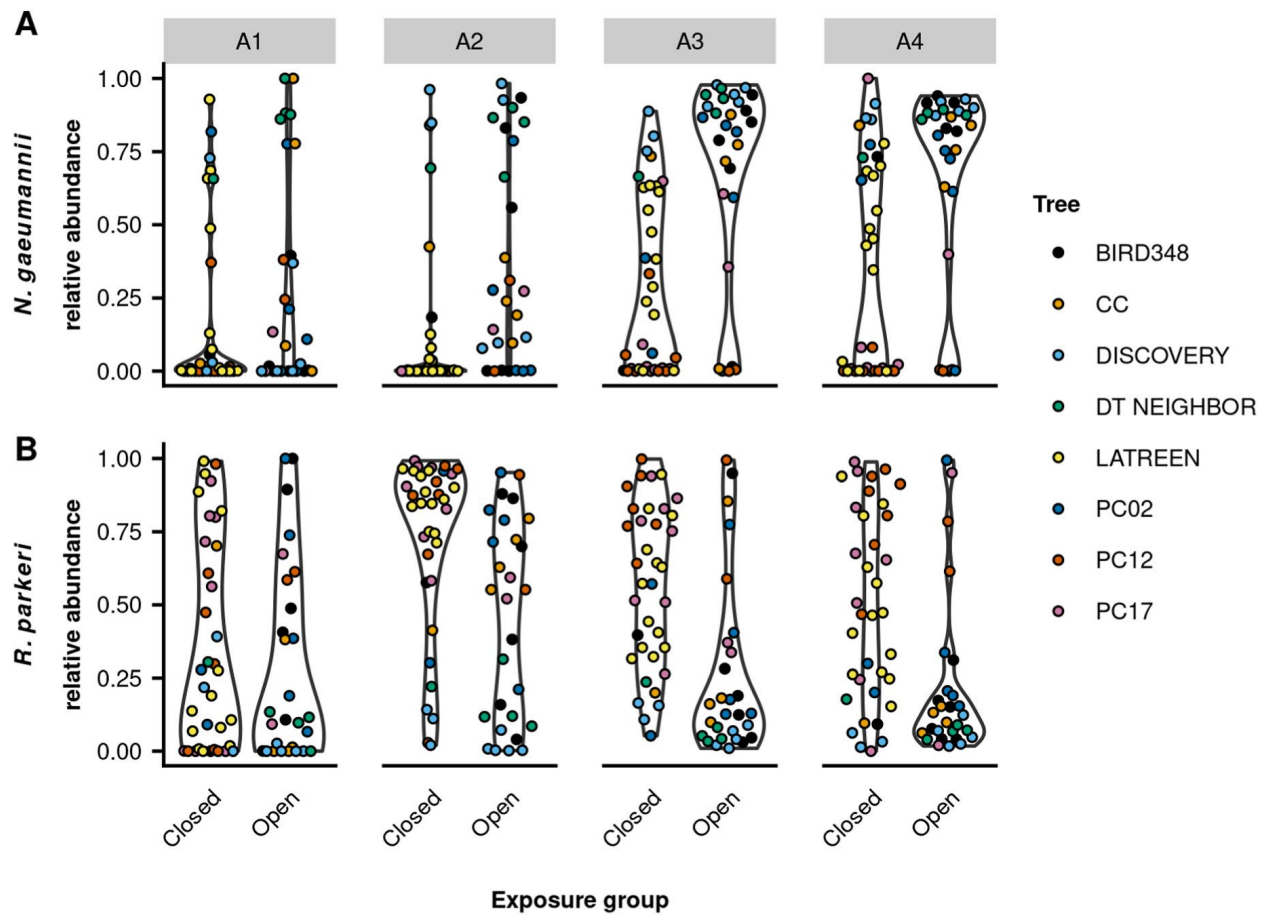 A
A1 A2 A3 A4
N. gaeumannii
relative abundance
1.00
0.75
0.50
0.25
0.00
B
R. parkeri
relative abundance
1.00
0.75
0.50
0.25
0.00
Closed Open Closed Open Closed Open Closed Open
Exposure group
Tree
BIRD348
CC
DISCOVERY
DT NEIGHBOR
LATREEN
PC02
PC12
PC17